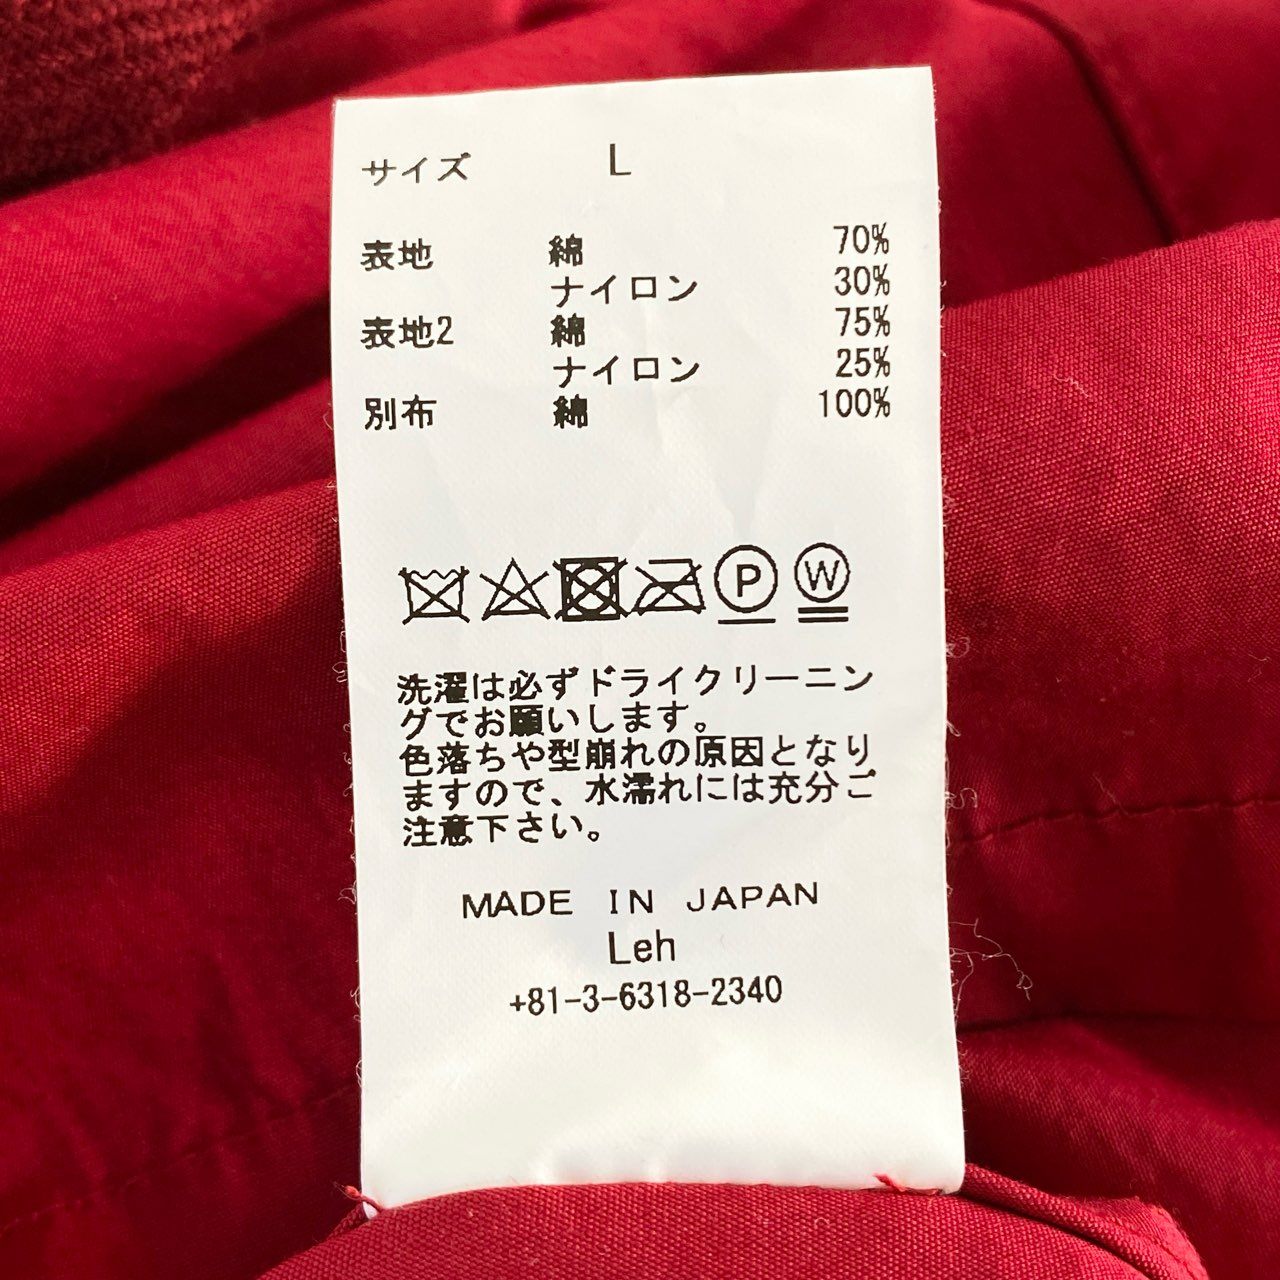 サイズ L
表地 綿 70%
ナイロン 30%
表地2 綿 75%
ナイロン 25%
別布 綿 100%
P W
洗濯は必ずドライクリーニン
グでお願いします。
色落ちや型崩れの原因となり
ますので、水濡れには充分ご
注意下さい。
MADE IN JAPAN
Leh
+81-3-6318-2340